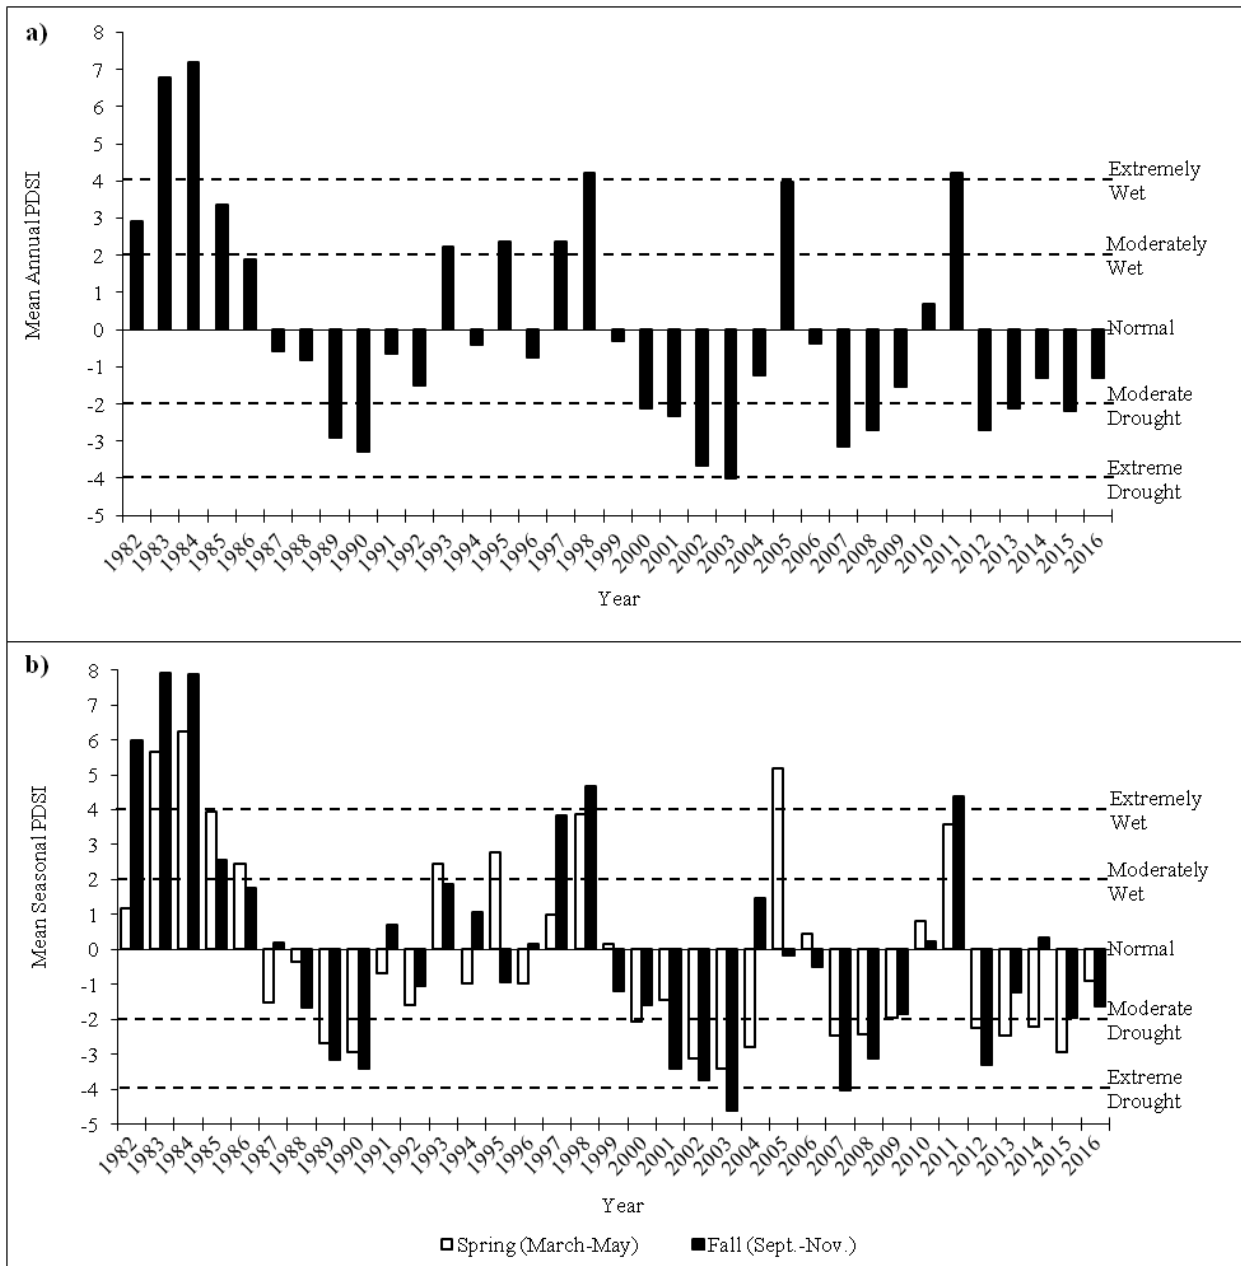 a)
8
7
6
5
4
3
2
1
0
-1
-2
-3
-4
-5
Mean Annual PDSI
Extremely
Wet
Moderately
Wet
Normal
Moderate
Drought
Extreme
Drought
1982 1983 1984 1985 1986 1987 1988 1989 1990 1991 1992 1993 1994 1995 1996 1997 1998 1999 2000 2001 2002 2003 2004 2005 2006 2007 2008 2009 2010 2011 2012 2013 2014 2015 2016
Year
b)
8
7
6
5
4
3
2
1
0
-1
-2
-3
-4
-5
Mean Seasonal PDSI
Extremely
Wet
Moderately
Wet
Normal
Moderate
Drought
Extreme
Drought
1982 1983 1984 1985 1986 1987 1988 1989 1990 1991 1992 1993 1994 1995 1996 1997 1998 1999 2000 2001 2002 2003 2004 2005 2006 2007 2008 2009 2010 2011 2012 2013 2014 2015 2016
Year
Spring (March-May) Fall (Sept.-Nov.)